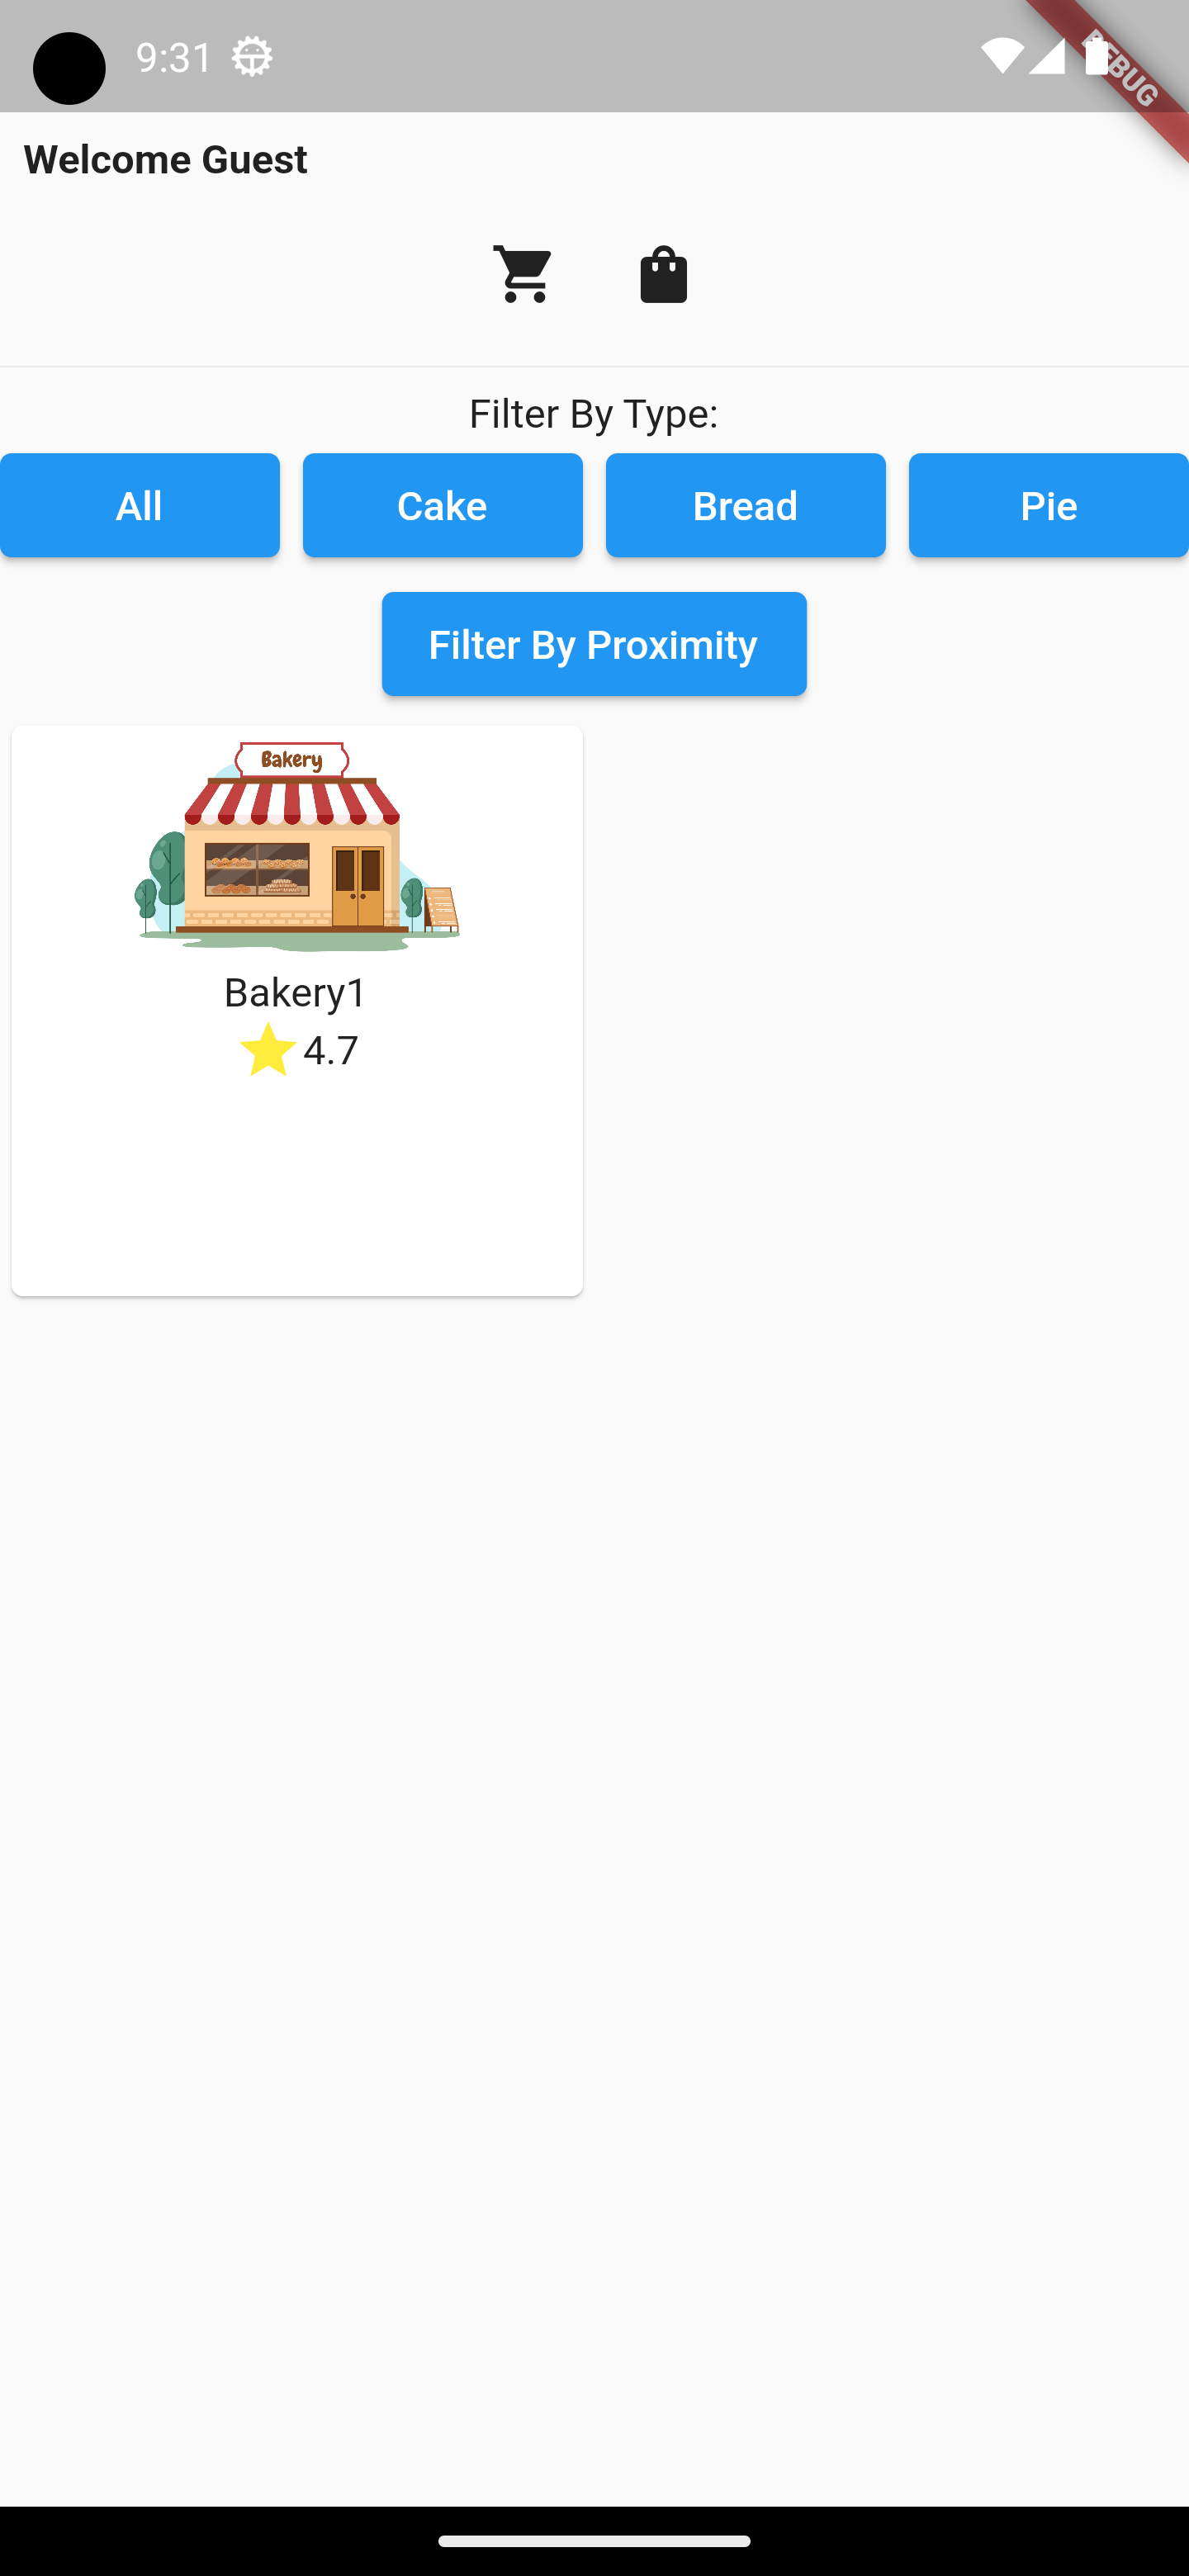 9:31
DEBUG
Welcome Guest
Filter By Type:
All
Cake
Bread
Pie
Filter By Proximity
Bakery
Bakery1
4.7